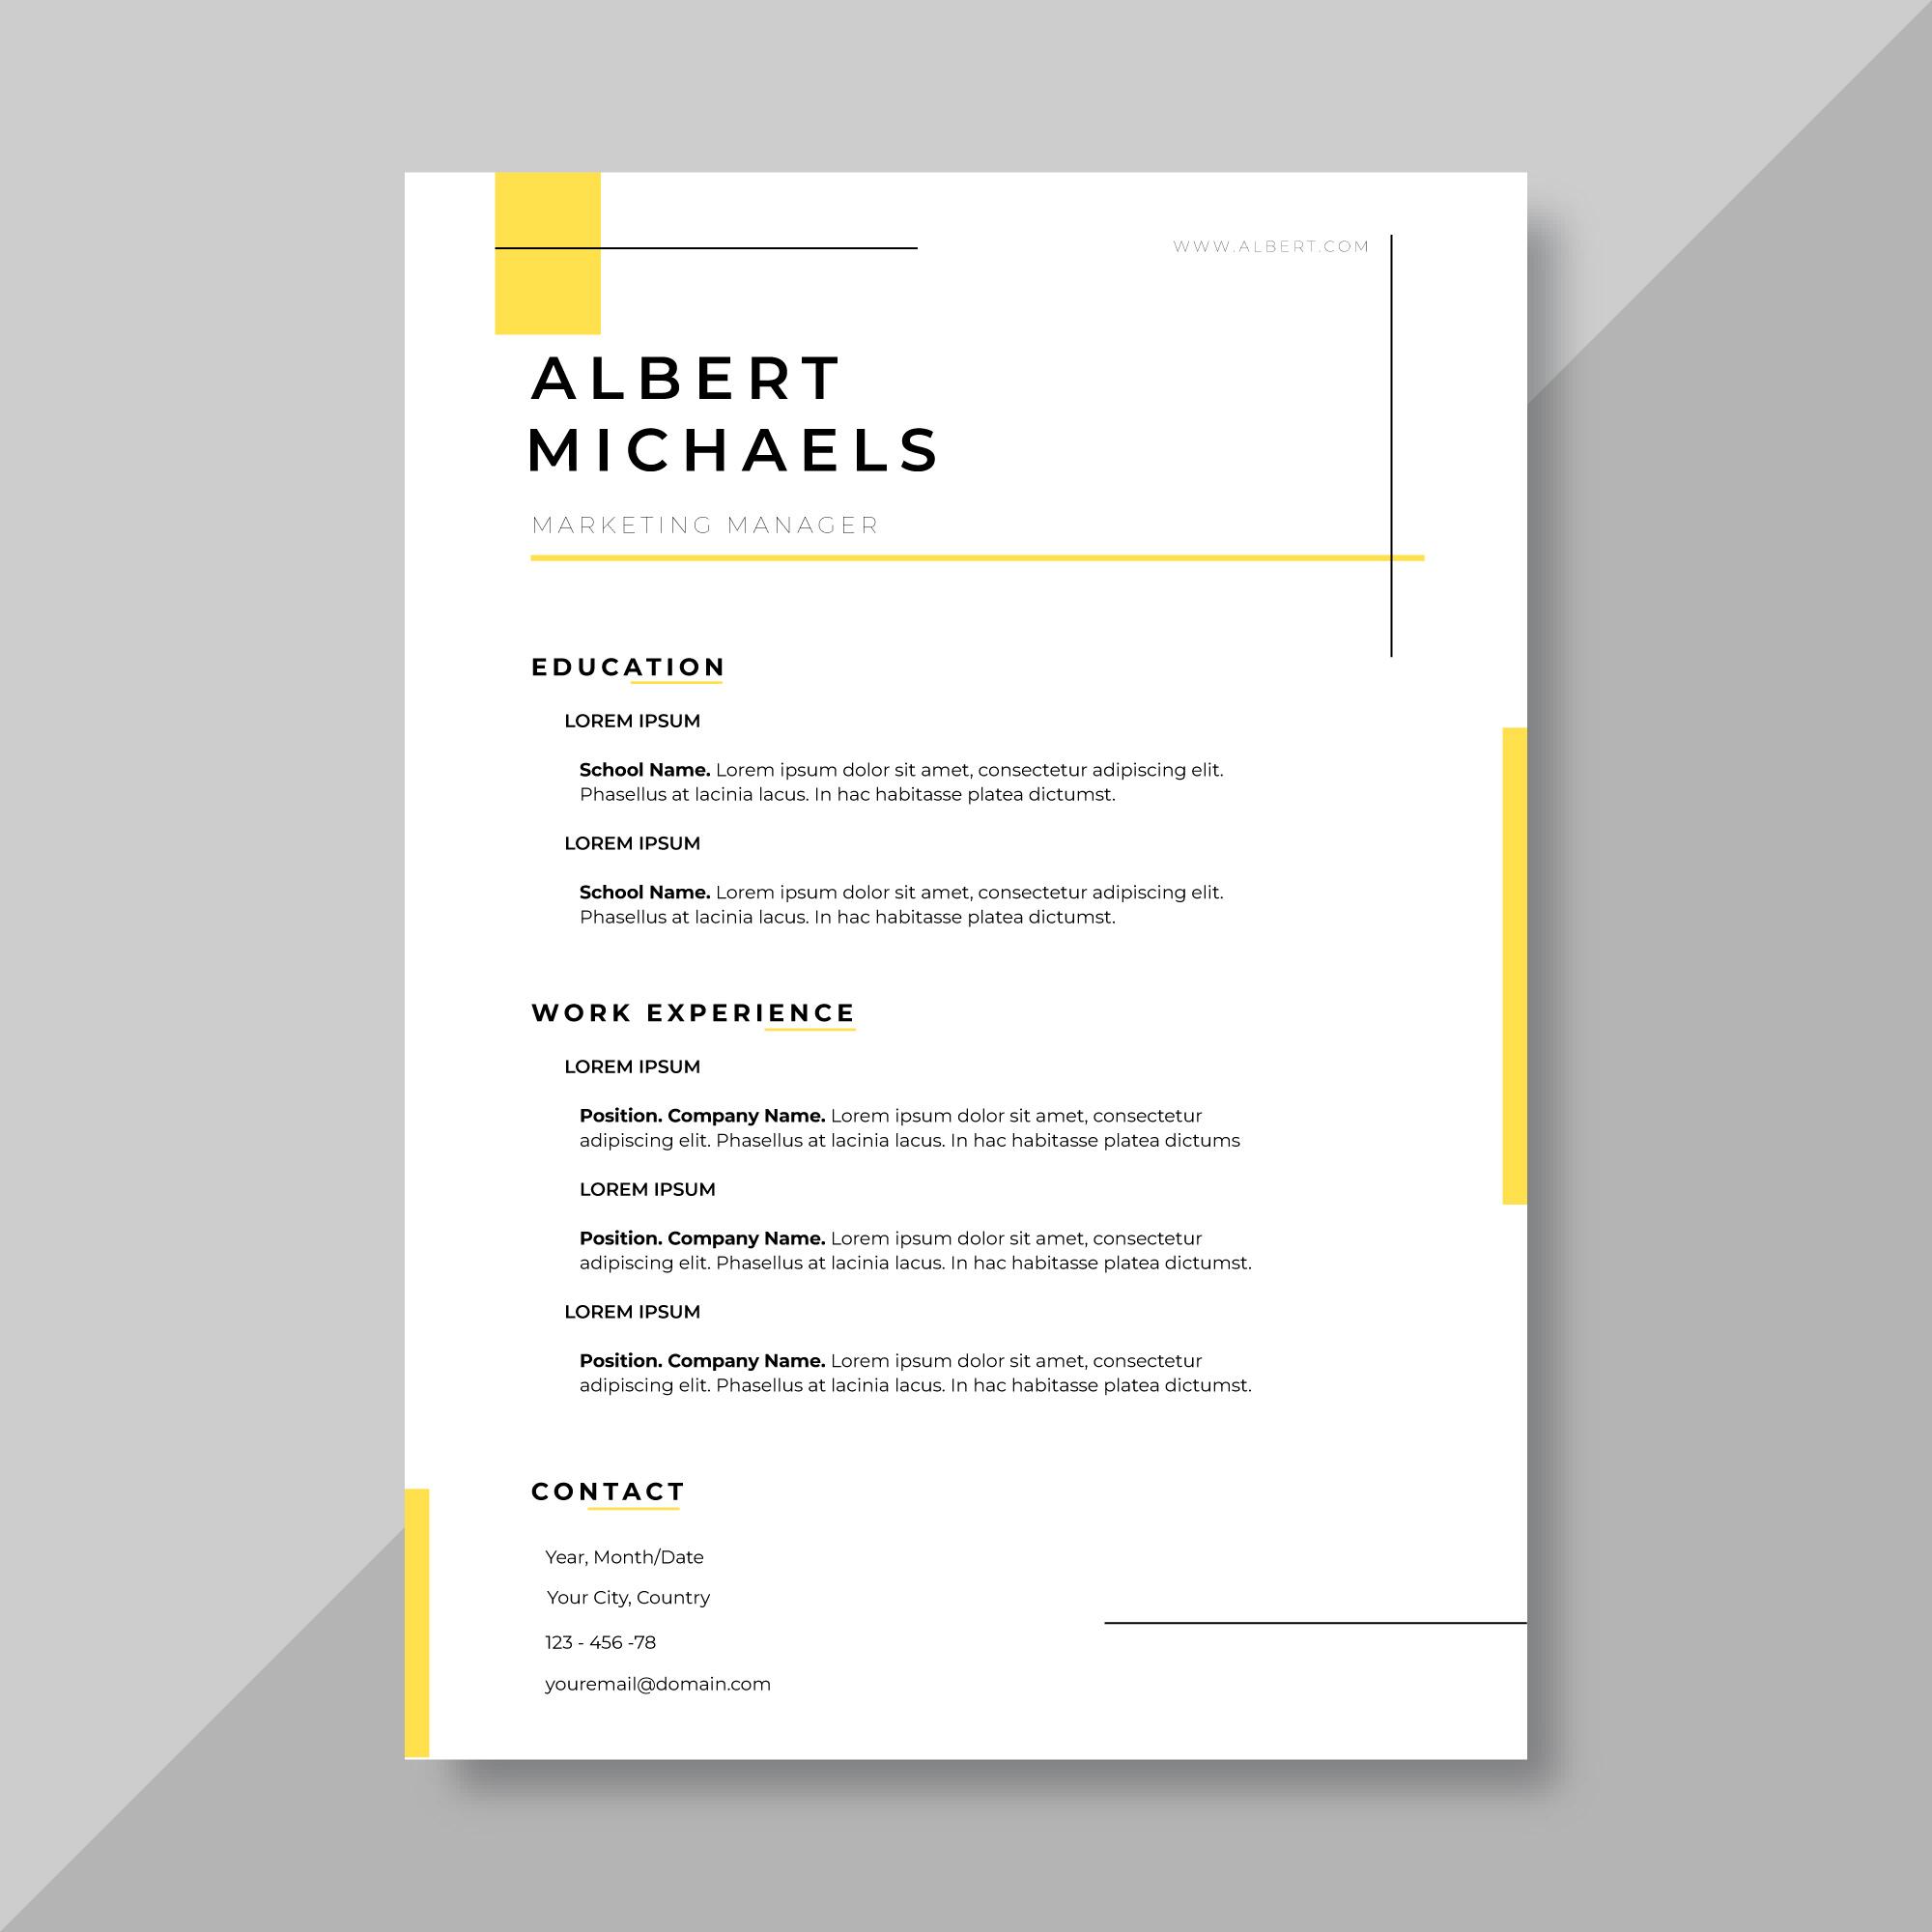 WWW.ALBERT.COM
ALBERT
MICHAELS
MARKETING MANAGER
EDUCATION
LOREM IPSUM
School Name. Lorem ipsum dolor sit amet, consectetur adipiscing elit.
Phasellus at lacinia lacus. In hac habitasse platea dictumst.
LOREM IPSUM
School Name. Lorem ipsum dolor sit amet, consectetur adipiscing elit.
Phasellus at lacinia lacus. In hac habitasse platea dictumst.
WORK EXPERIENCE
LOREM IPSUM
Position. Company Name. Lorem ipsum dolor sit amet, consectetur
adipiscing elit. Phasellus at lacinia lacus. In hac habitasse platea dictums
LOREM IPSUM
Position. Company Name. Lorem ipsum dolor sit amet, consectetur
adipiscing elit. Phasellus at lacinia lacus. In hac habitasse platea dictumst.
LOREM IPSUM
Position. Company Name. Lorem ipsum dolor sit amet, consectetur
adipiscing elit. Phasellus at lacinia lacus. In hac habitasse platea dictumst.
CONTACT
Year, Month/Date
Your City, Country
123 - 456 -78
youremail@domain.com